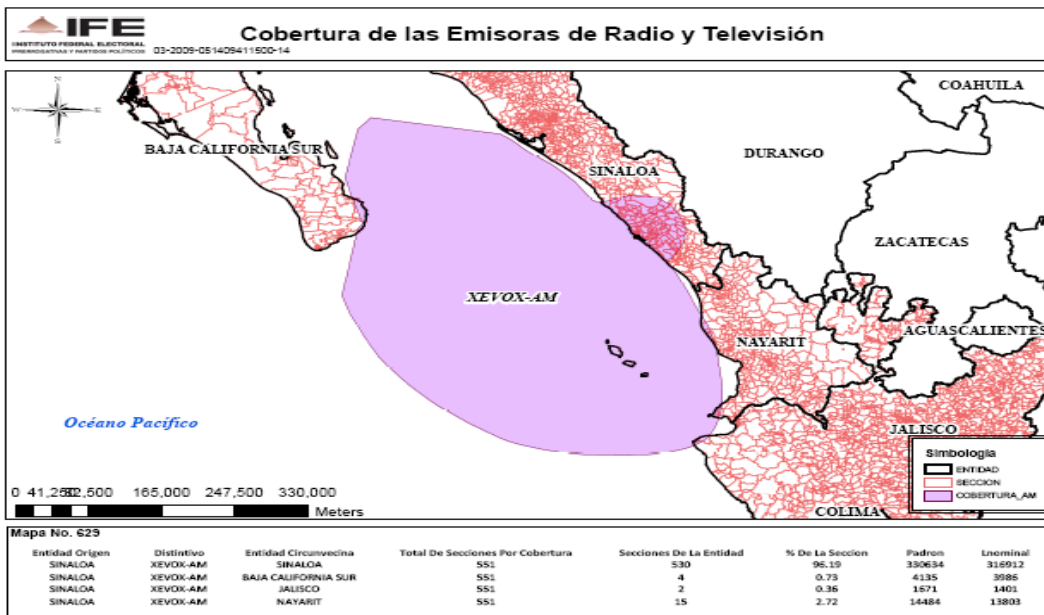 IFE
INSTITUTO FEDERAL ELECTORAL
PRERROGATIVAS Y PARTIDOS POLÍTICOS
03-2009-051409411500-14
Cobertura de las Emisoras de Radio y Televisión
N
W E
S
COAHUILA
BAJA CALIFORNIA SUR
DURANGO
SINALOA
ZACATECAS
XEVOX-AM
AGUASCALIENTES
NAYARIT
Océano Pacífico
JALISCO
COLIMA
Simbología
ENTIDAD
SECCION
COBERTURA_AM
0 41,250 82,500 165,000 247,500 330,000
Meters
Mapa No. 629
Entidad Origen Distintivo Entidad Circunvecina Total De Secciones Por Cobertura Secciones De La Entidad % De La Seccion Padron Lnominal
SINALOA XEVOX-AM SINALOA 551 530 96.19 330634 316912
SINALOA XEVOX-AM BAJA CALIFORNIA SUR 551 4 0.73 4135 3986
SINALOA XEVOX-AM JALISCO 551 2 0.36 1671 1401
SINALOA XEVOX-AM NAYARIT 551 15 2.72 14484 13803